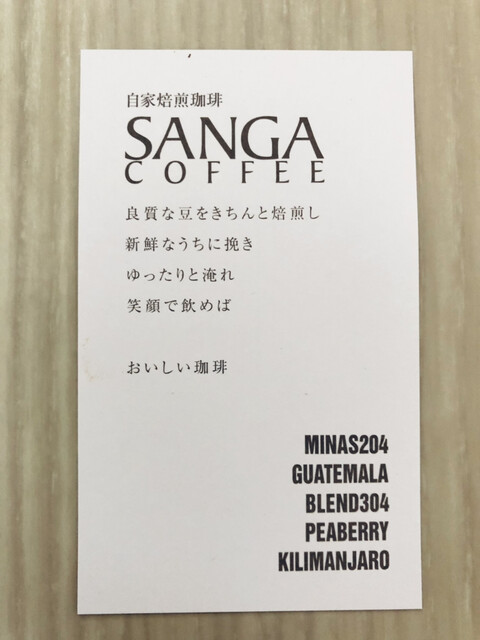 自家焙煎珈琲
SANGA
COFFEE
良質な豆をきちんと焙煎し
新鮮なうちに挽き
ゆったりと淹れ
笑顔で飲めば
おいしい珈琲
MINAS204
GUATEMALA
BLEND304
PEABERRY
KILIMANJARO